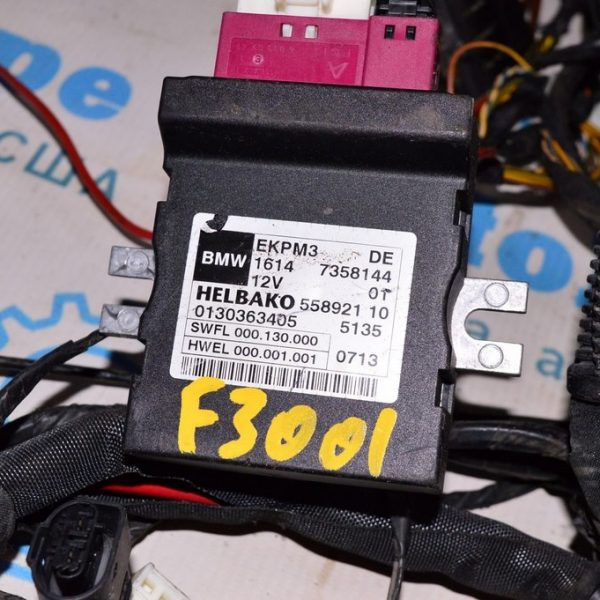 BMW
EKPM3 DE
1614 7358144
12V 01
HELBAKO 558921 10
0130363405 5135
SWFL 000.130.000
HWEL 000.001.001 0713
F3001
США